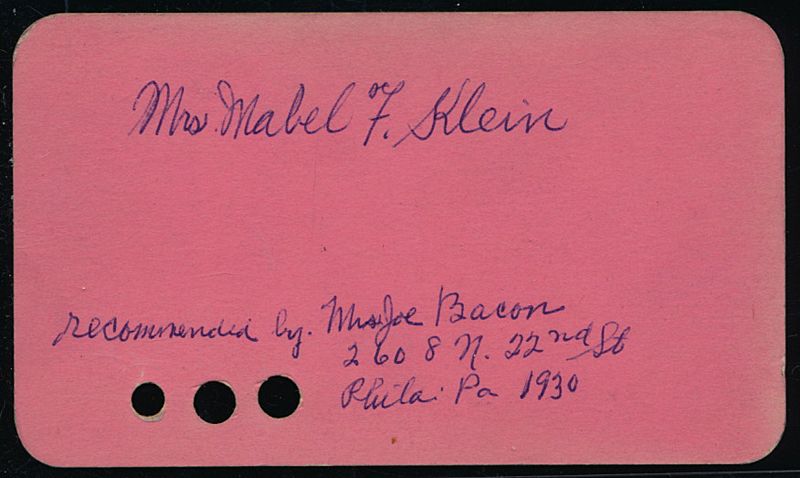 Mrs. Mabel F. Klein
recommended by. Mrs Joe Bacon
2608 N. 22nd St
Phila. Pa 1930